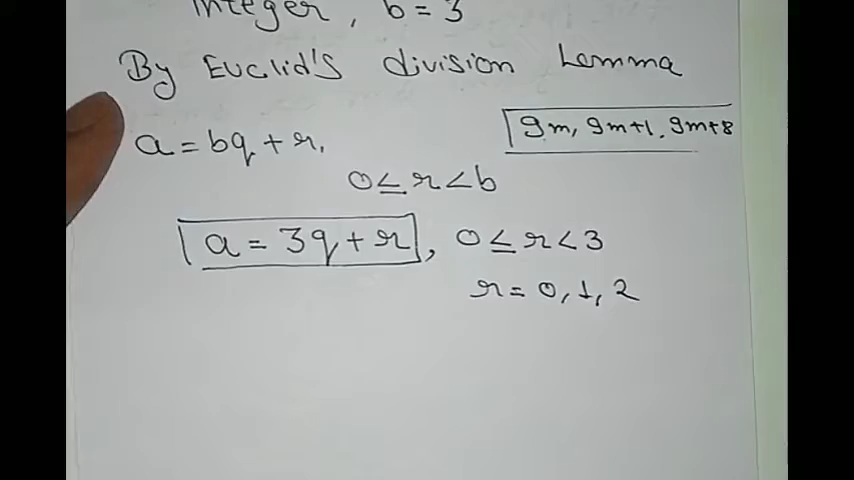 integer, b = 3
By Euclid's division Lemma
a = bq + r,
9m, 9m+1, 9m+8
0 ≤ r < b
a = 3q + r, 0 ≤ r < 3
r = 0, 1, 2